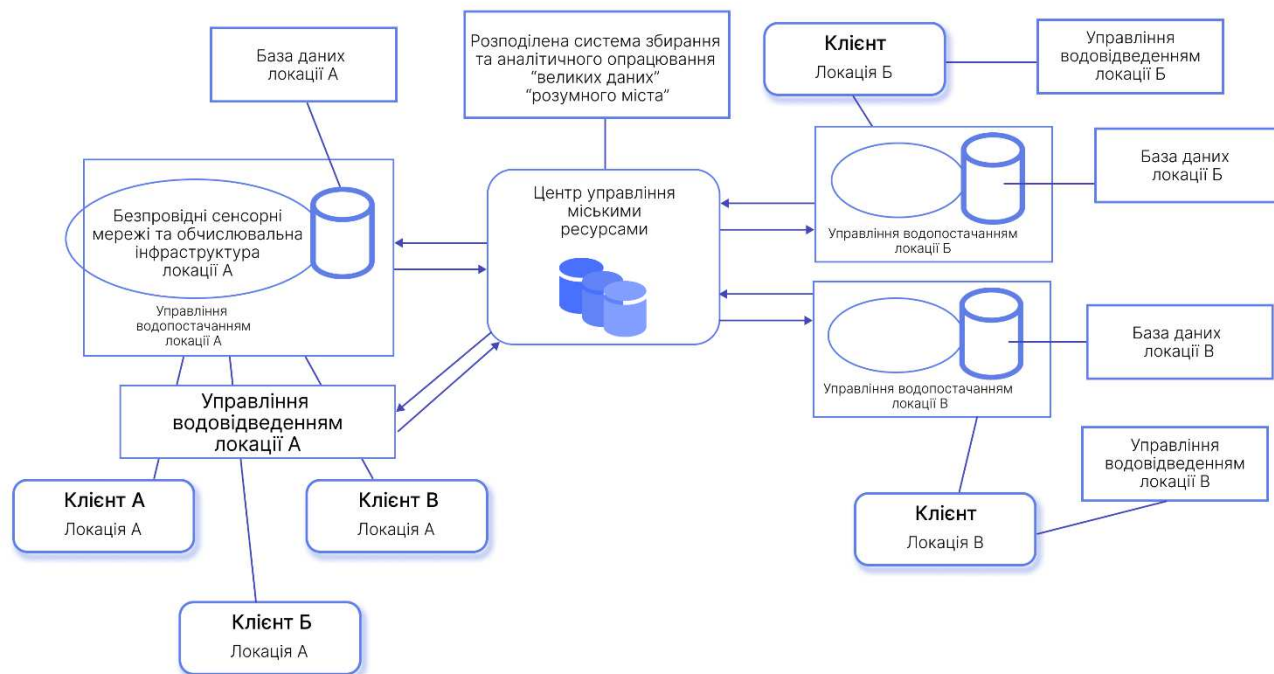 База даних
локації А
Розподілена система збирання
та аналітичного опрацювання
“великих даних”
“розумного міста”
Клієнт
Локація Б
Управління
водовідведенням
локації Б
База даних
локації Б
Управління водопостачанням
локації Б
Безпровідні сенсорні
мережі та обчислювальна
інфраструктура
локації А
Управління
водопостачанням
локації А
Центр управління
міськими
ресурсами
База даних
локації В
Управління водопостачанням
локації В
Управління
водовідведенням
локації А
Управління
водовідведенням
локації В
Клієнт А
Локація А
Клієнт В
Локація А
Клієнт
Локація В
Клієнт Б
Локація А